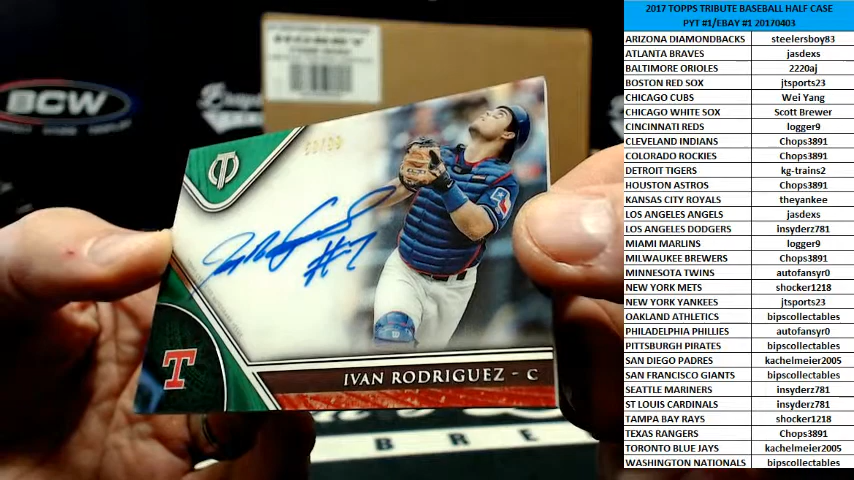 BCW
HOBBY
IVAN RODRIGUEZ - C
T
#7
B R E
2017 TOPPS TRIBUTE BASEBALL HALF CASE
PYT #1/EBAY #1 20170403
ARIZONA DIAMONDBACKS steelersboy83
ATLANTA BRAVES jasdexs
BALTIMORE ORIOLES 2220aj
BOSTON RED SOX jtsports23
CHICAGO CUBS Wei Yang
CHICAGO WHITE SOX Scott Brewer
CINCINNATI REDS logger9
CLEVELAND INDIANS Chops3891
COLORADO ROCKIES Chops3891
DETROIT TIGERS kg-trains2
HOUSTON ASTROS Chops3891
KANSAS CITY ROYALS theyankee
LOS ANGELES ANGELS jasdexs
LOS ANGELES DODGERS insyderz781
MIAMI MARLINS logger9
MILWAUKEE BREWERS Chops3891
MINNESOTA TWINS autofansyr0
NEW YORK METS shocker1218
NEW YORK YANKEES jtsports23
OAKLAND ATHLETICS bipscollectables
PHILADELPHIA PHILLIES autofansyr0
PITTSBURGH PIRATES bipscollectables
SAN DIEGO PADRES kachelmeier2005
SAN FRANCISCO GIANTS bipscollectables
SEATTLE MARINERS insyderz781
ST LOUIS CARDINALS insyderz781
TAMPA BAY RAYS shocker1218
TEXAS RANGERS Chops3891
TORONTO BLUE JAYS kachelmeier2005
WASHINGTON NATIONALS bipscollectables